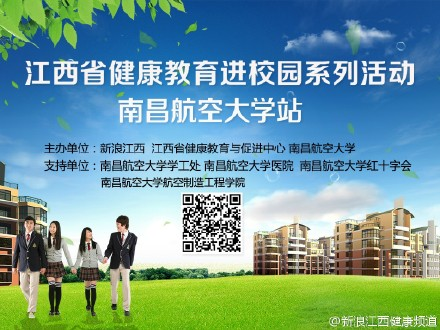 江西省健康教育进校园系列活动
南昌航空大学站
主办单位：新浪江西 江西省健康教育与促进中心 南昌航空大学
支持单位：南昌航空大学学工处 南昌航空大学医院 南昌航空大学红十字会
南昌航空大学航空制造工程学院
@新浪江西健康频道